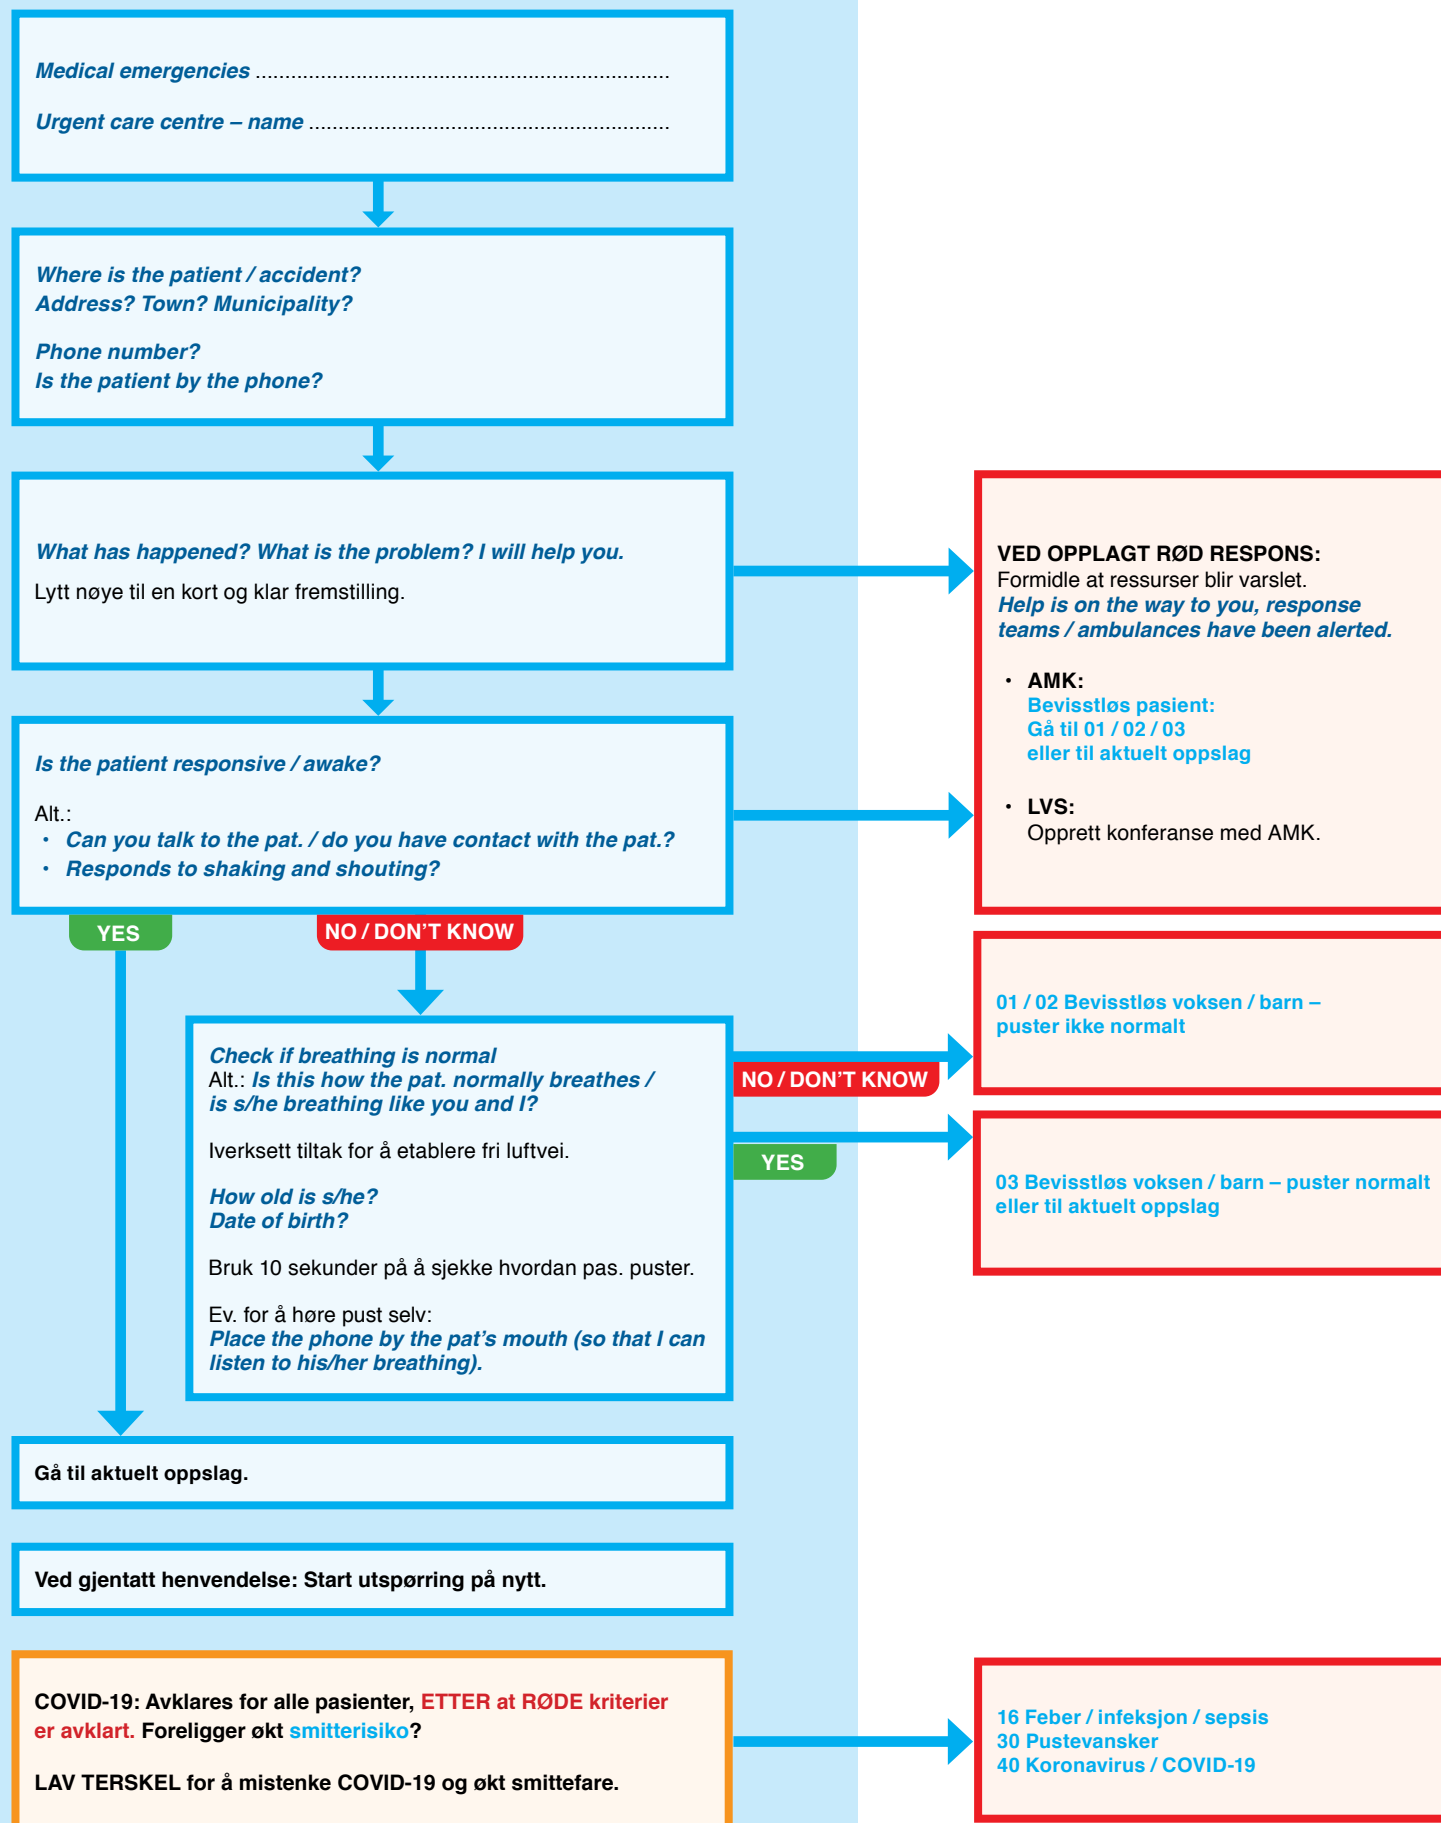 Medical emergencies ......................................................................
Urgent care centre – name .............................................................
Where is the patient / accident?
Address? Town? Municipality?
Phone number?
Is the patient by the phone?
What has happened? What is the problem? I will help you.
Lytt nøye til en kort og klar fremstilling.
VED OPPLAGT RØD RESPONS:
Formidle at ressurser blir varslet.
Help is on the way to you, response
teams / ambulances have been alerted.
• AMK:
Bevisstløs pasient:
Gå til 01 / 02 / 03
eller til aktuelt oppslag
• LVS:
Opprett konferanse med AMK.
Is the patient responsive / awake?
Alt.:
• Can you talk to the pat. / do you have contact with the pat.?
• Responds to shaking and shouting?
YES
NO / DON'T KNOW
Check if breathing is normal
Alt.: Is this how the pat. normally breathes /
is s/he breathing like you and I?
Iverksett tiltak for å etablere fri luftvei.
How old is s/he?
Date of birth?
Bruk 10 sekunder på å sjekke hvordan pas. puster.
Ev. for å høre pust selv:
Place the phone by the pat's mouth (so that I can
listen to his/her breathing).
NO / DON'T KNOW
01 / 02 Bevisstløs voksen / barn –
puster ikke normalt
YES
03 Bevisstløs voksen / barn – puster normalt
eller til aktuelt oppslag
Gå til aktuelt oppslag.
Ved gjentatt henvendelse: Start utspørring på nytt.
COVID-19: Avklares for alle pasienter, ETTER at RØDE kriterier
er avklart. Foreligger økt smitterisiko?
LAV TERSKEL for å mistenke COVID-19 og økt smittefare.
16 Feber / infeksjon / sepsis
30 Pustevansker
40 Koronavirus / COVID-19